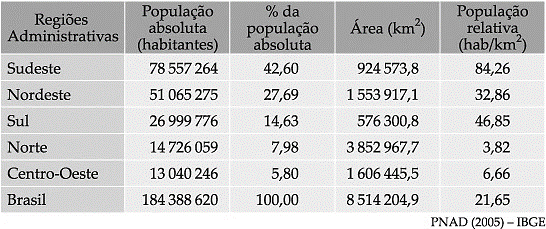 Regiões Administrativas | População absoluta (habitantes) | % da população absoluta | Área (km²) | População relativa (hab/km²)
Sudeste | 78 557 264 | 42,60 | 924 573,8 | 84,26
Nordeste | 51 065 275 | 27,69 | 1 553 917,1 | 32,86
Sul | 26 999 776 | 14,63 | 576 300,8 | 46,85
Norte | 14 726 059 | 7,98 | 3 852 967,7 | 3,82
Centro-Oeste | 13 040 246 | 5,80 | 1 606 445,5 | 6,66
Brasil | 184 388 620 | 100,00 | 8 514 204,9 | 21,65
PNAD (2005) – IBGE